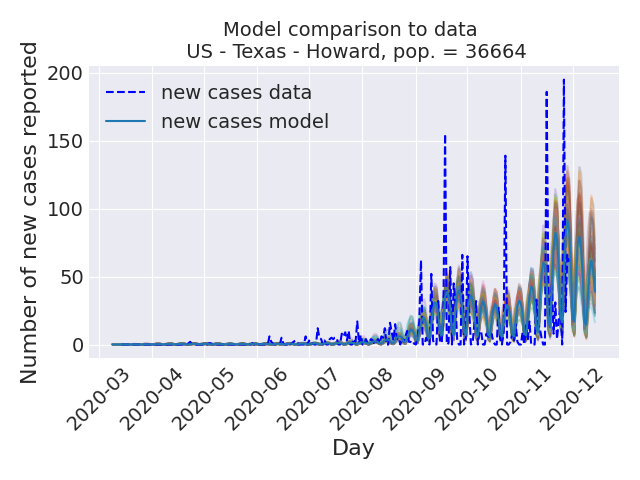 Model comparison to data
US - Texas - Howard, pop. = 36664
Number of new cases reported
200
150
100
50
0
new cases data
new cases model
2020-03
2020-04
2020-05
2020-06
2020-07
2020-08
2020-09
2020-10
2020-11
2020-12
Day